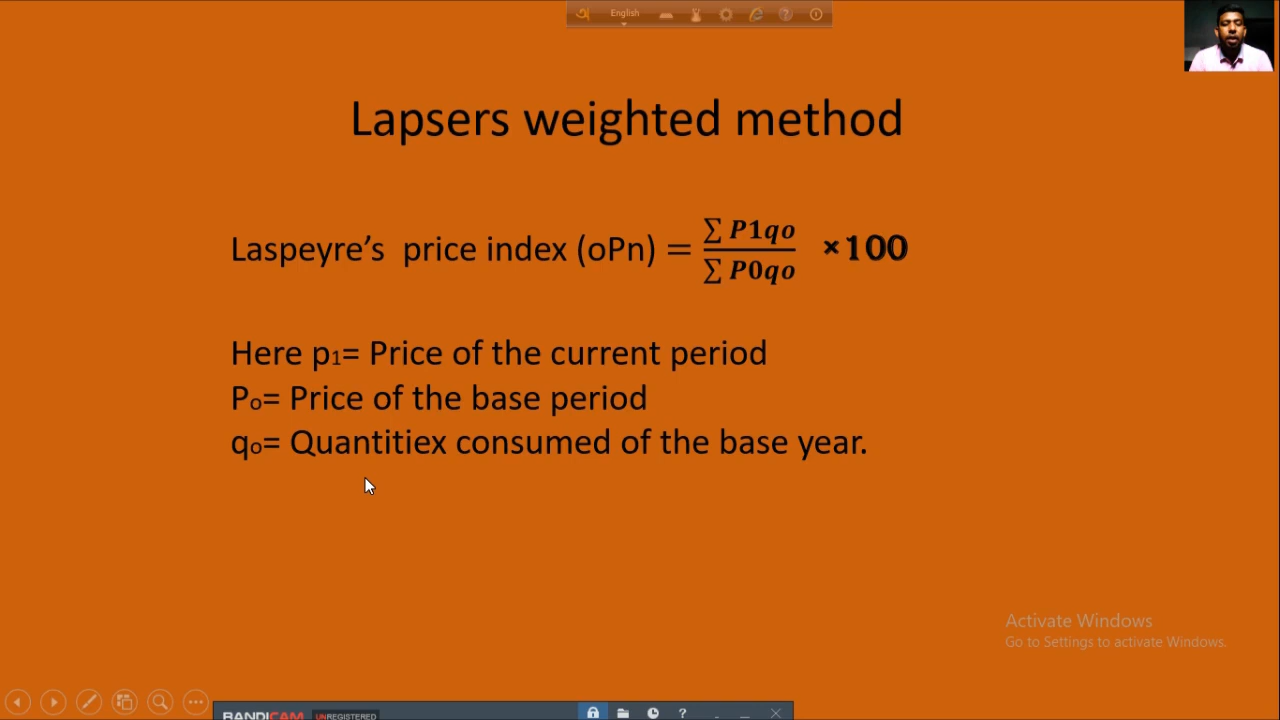 English
Lapsers weighted method
Laspeyre's price index (oPn) = ∑ P1qo / ∑ P0qo ×100
Here p1= Price of the current period
Po= Price of the base period
qo= Quantitiex consumed of the base year.
Activate Windows
Go to Settings to activate Windows.
BANDICAM UNREGISTERED